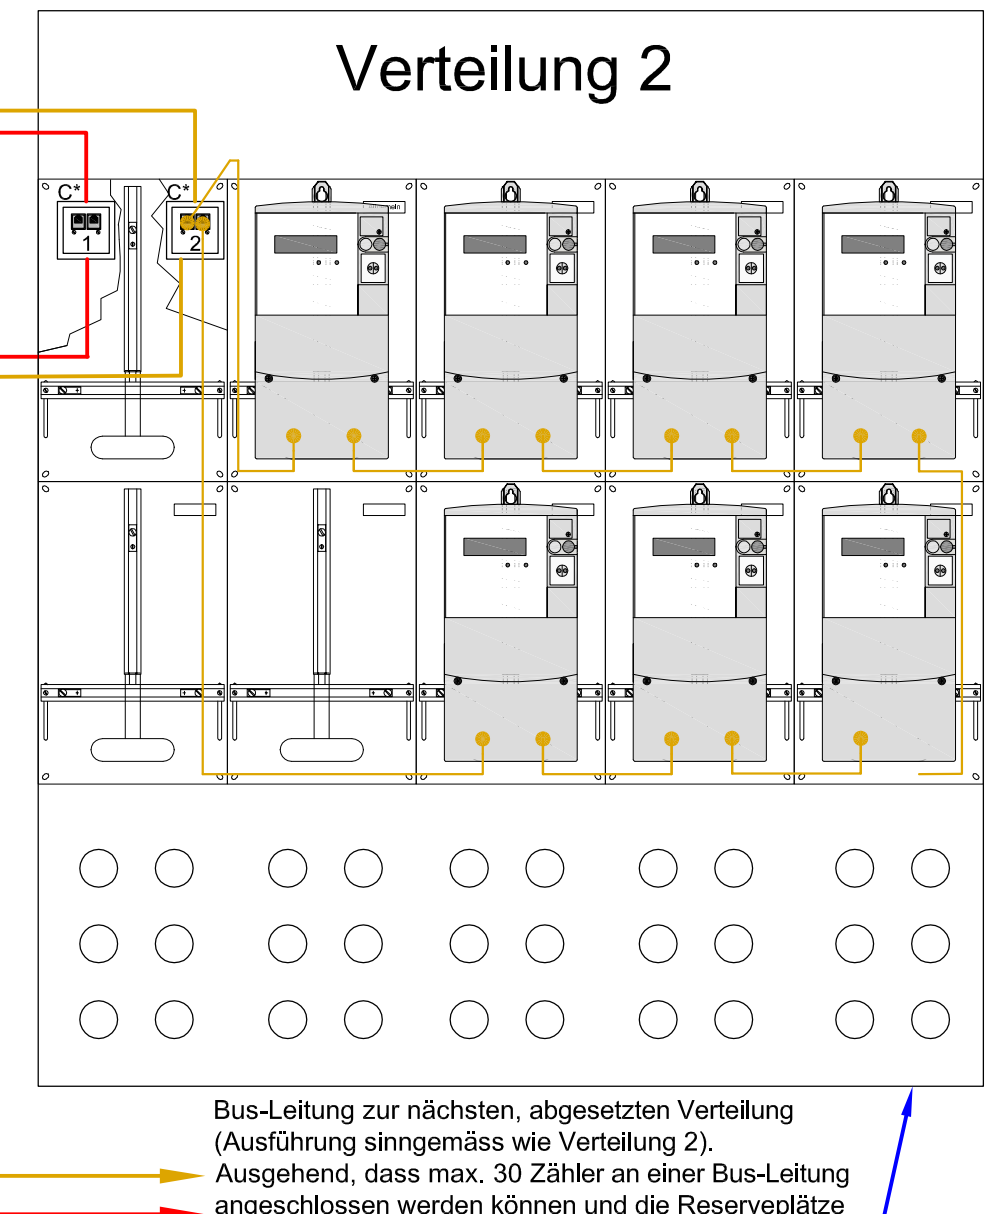 Verteilung 2
C* C*
1 2
Bus-Leitung zur nächsten, abgesetzten Verteilung
(Ausführung sinngemäss wie Verteilung 2).
Ausgehend, dass max. 30 Zähler an einer Bus-Leitung
angeschlossen werden können und die Reserveplätze